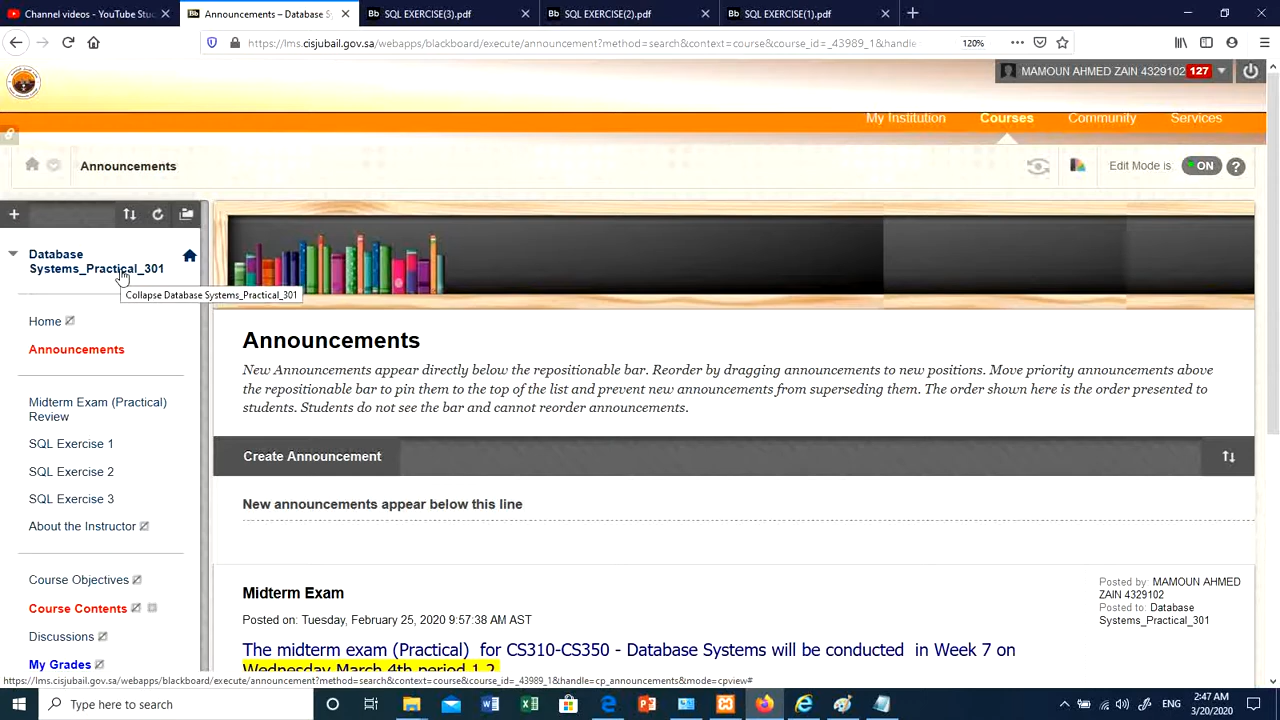 Channel videos - YouTube Stu
Announcements – Database S
SQL EXERCISE(3).pdf
SQL EXERCISE(2).pdf
SQL EXERCISE(1).pdf
https://lms.cisjubail.gov.sa/webapps/blackboard/execute/announcement?method=search&context=course&course_id=_43989_1&handle
120%
MAMOUN AHMED ZAIN 4329102 127
My Institution Courses Community Services
Announcements
Edit Mode is: ON ?
Database
Systems_Practical_301
Collapse Database Systems_Practical_301
Home
Announcements
Midterm Exam (Practical)
Review
SQL Exercise 1
SQL Exercise 2
SQL Exercise 3
About the Instructor
Course Objectives
Course Contents
Discussions
My Grades
Announcements
New Announcements appear directly below the repositionable bar. Reorder by dragging announcements to new positions. Move priority announcements above
the repositionable bar to pin them to the top of the list and prevent new announcements from superseding them. The order shown here is the order presented to
students. Students do not see the bar and cannot reorder announcements.
Create Announcement
New announcements appear below this line
Midterm Exam
Posted on: Tuesday, February 25, 2020 9:57:38 AM AST
The midterm exam (Practical) for CS310-CS350 - Database Systems will be conducted in Week 7 on
Wednesday March 4th period 1-2
Posted by: MAMOUN AHMED
ZAIN 4329102
Posted to: Database
Systems_Practical_301
https://lms.cisjubail.gov.sa/webapps/blackboard/execute/announcement?method=search&context=course&course_id=_43989_1&handle=cp_announcements&mode=cpview#
Type here to search
ENG
2:47 AM
3/20/2020